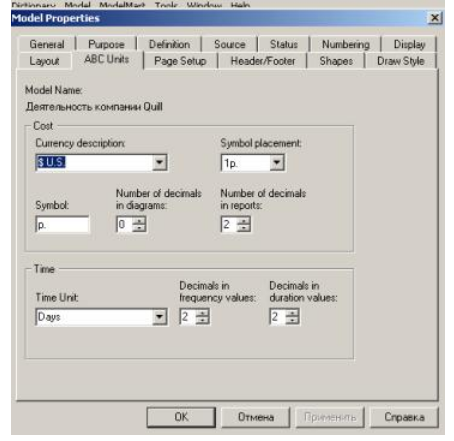 Dictionary Model ModelMart Tools Window Help
Model Properties
General Purpose Definition Source Status Numbering Display
Layout ABC Units Page Setup Header/Footer Shapes Draw Style
Model Name:
Деятельность компании Quill
Cost
Currency description: Symbol placement:
$ U.S. 1р.
Symbol: Number of decimals in diagrams: Number of decimals in reports:
р. 0 2
Time
Time Unit: Decimals in frequency values: Decimals in duration values:
Days 2 2
OK Отмена Применить Справка